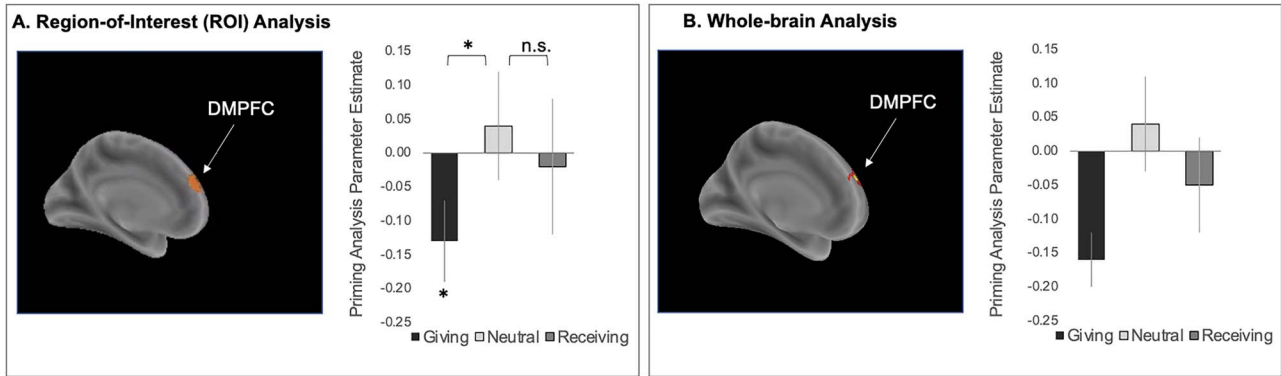 A. Region-of-Interest (ROI) Analysis
DMPFC
Priming Analysis Parameter Estimate
0.15
0.10
0.05
0.00
-0.05
-0.10
-0.15
-0.20
-0.25
*
n.s.
*
Giving Neutral Receiving
B. Whole-brain Analysis
DMPFC
Priming Analysis Parameter Estimate
0.15
0.10
0.05
0.00
-0.05
-0.10
-0.15
-0.20
-0.25
Giving Neutral Receiving